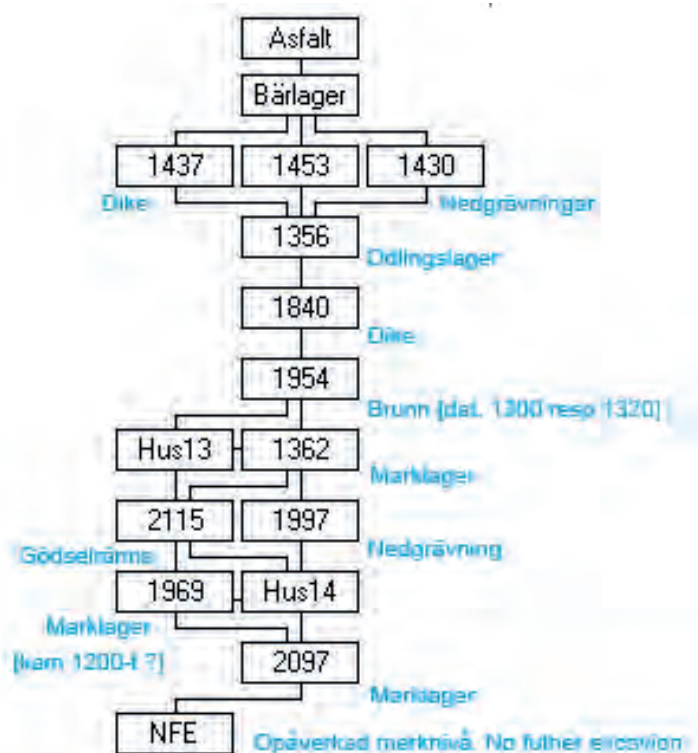 Asfalt
Bärlager
1437 1453 1430
Dike Nedgrävningar
1356
Odlingslager
1840
Dike
1954
Brunn [dat. 1300 resp 1320]
Hus13 1362
Marklager
2115 1997
Gödselränna Nedgrävning
1969 Hus14
Marklager
[kam 1200-t ?] 2097
Marklager
NFE
Opåverkad marknivå. No futher